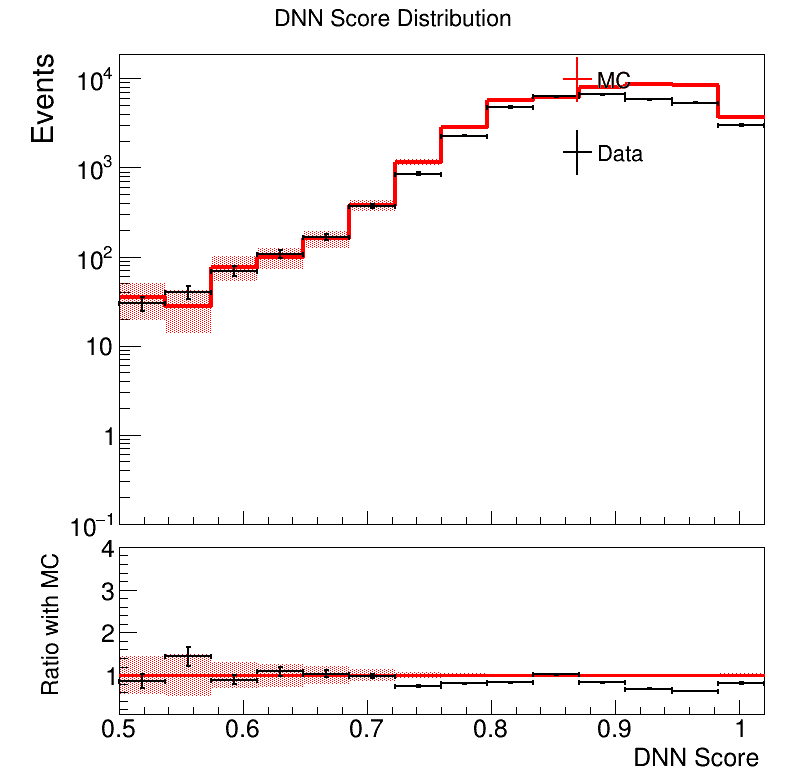 DNN Score Distribution
Events
10^4
10^3
10^2
10
1
10^−1
MC
Data
Ratio with MC
4
3
2
1
0.5 0.6 0.7 0.8 0.9 1
DNN Score